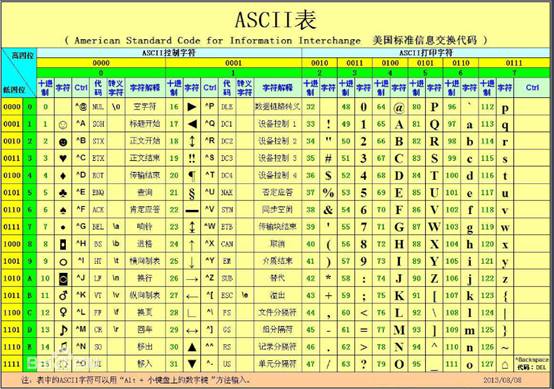 ASCII表
( American Standard Code for Information Interchange 美国标准信息交换代码 )
高四位 ASCII控制字符 ASCII打印字符
0000 0001 0010 0011 0100 0101 0110 0111
低四位 0 1 2 3 4 5 6 7
十进制 字符 Ctrl 代码 转义字符 字符解释 十进制 字符 Ctrl 代码 转义字符 字符解释 十进制 字符 十进制 字符 十进制 字符 十进制 字符 十进制 字符 十进制 字符 Ctrl
0000 0 0 ^@ NUL \0 空字符 16 ► ^P DLE 数据链路转义 32 48 0 64 @ 80 P 96 ` 112 p
0001 1 1 ☺ ^A SOH 标题开始 17 ◄ ^Q DC1 设备控制 1 33 ! 49 1 65 A 81 Q 97 a 113 q
0010 2 2 ☻ ^B STX 正文开始 18 ↕ ^R DC2 设备控制 2 34 " 50 2 66 B 82 R 98 b 114 r
0011 3 3 ♥ ^C ETX 正文结束 19 ‼ ^S DC3 设备控制 3 35 # 51 3 67 C 83 S 99 c 115 s
0100 4 4 ♦ ^D EOT 传输结束 20 ¶ ^T DC4 设备控制 4 36 $ 52 4 68 D 84 T 100 d 116 t
0101 5 5 ♣ ^E ENQ 查询 21 § ^U NAK 否定应答 37 % 53 5 69 E 85 U 101 e 117 u
0110 6 6 ♠ ^F ACK 肯定应答 22 ▬ ^V SYN 同步空闲 38 & 54 6 70 F 86 V 102 f 118 v
0111 7 7 • ^G BEL \a 响铃 23 ↨ ^W ETB 传输块结束 39 ' 55 7 71 G 87 W 103 g 119 w
1000 8 8 ◘ ^H BS \b 退格 24 ↑ ^X CAN 取消 40 ( 56 8 72 H 88 X 104 h 120 x
1001 9 9 ○ ^I HT \t 横向制表 25 ↓ ^Y EM 介质结束 41 ) 57 9 73 I 89 Y 105 i 121 y
1010 A 10 ◙ ^J LF \n 换行 26 → ^Z SUB 替代 42 * 58 : 74 J 90 Z 106 j 122 z
1011 B 11 ♂ ^K VT \v 纵向制表 27 ← ^[ ESC \e 溢出 43 + 59 ; 75 K 91 [ 107 k 123 {
1100 C 12 ♀ ^L FF \f 换页 28 ∟ ^\ FS 文件分隔符 44 , 60 < 76 L 92 \ 108 l 124 |
1101 D 13 ♪ ^M CR \r 回车 29 ↔ ^] GS 组分隔符 45 - 61 = 77 M 93 ] 109 m 125 }
1110 E 14 ♫ ^N SO 移出 30 ▲ ^^ RS 记录分隔符 46 . 62 > 78 N 94 ^ 110 n 126 ~
1111 F 15 ☼ ^O SI 移入 31 ▼ ^- US 单元分隔符 47 / 63 ? 79 O 95 _ 111 o 127 ⌂ ^Backspace 代码: DEL
注: 表中的ASCII字符可以用 "Alt + 小键盘上的数字键" 方法输入。 2013/08/08